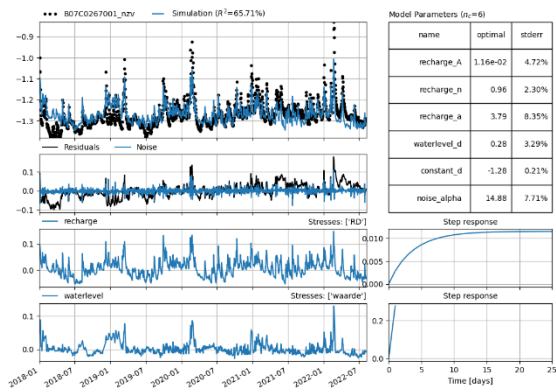 B07C0267001_nzv Simulation (R²=65.71%)
Model Parameters (nc=6)
name optimal stderr
recharge_A 1.16e-02 4.72%
recharge_n 0.96 2.30%
recharge_a 3.79 8.35%
waterlevel_d 0.28 3.29%
constant_d -1.28 0.21%
noise_alpha 14.88 7.71%
−0.9
−1.0
−1.1
−1.2
−1.3
Residuals Noise
0.1
0.0
−0.1
recharge Stresses: ['RD']
0.1
0.0
Step response
0.010
0.005
0.000
waterlevel Stresses: ['waarde']
0.1
0.0
Step response
0.2
0.0
2018-01 2018-07 2019-01 2019-07 2020-01 2020-07 2021-01 2021-07 2022-01 2022-07
0 5 10 15 20 25
Time [days]